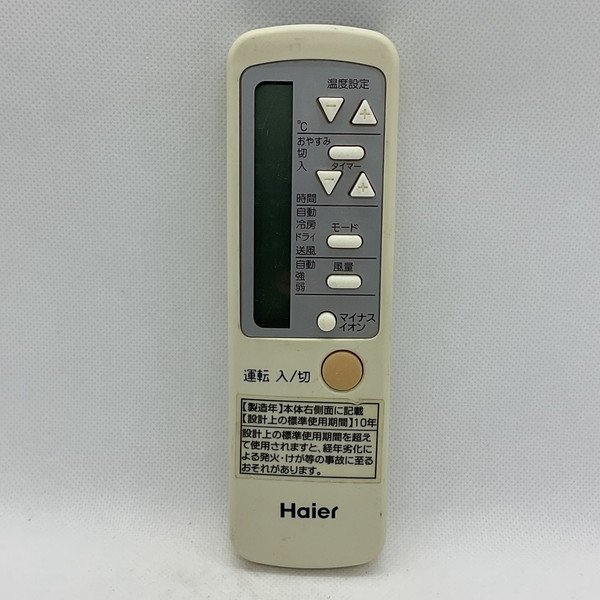 温度設定
− +
℃
おやすみ
切
入
タイマー
− +
時間
自動
冷房
モード
ドライ
送風
自動
風量
強
弱
マイナス
イオン
運転 入/切
【製造年】本体右側面に記載
【設計上の標準使用期間】10年
設計上の標準使用期間を超え
て使用されますと、経年劣化に
よる発火・けが等の事故に至る
おそれがあります。
Haier